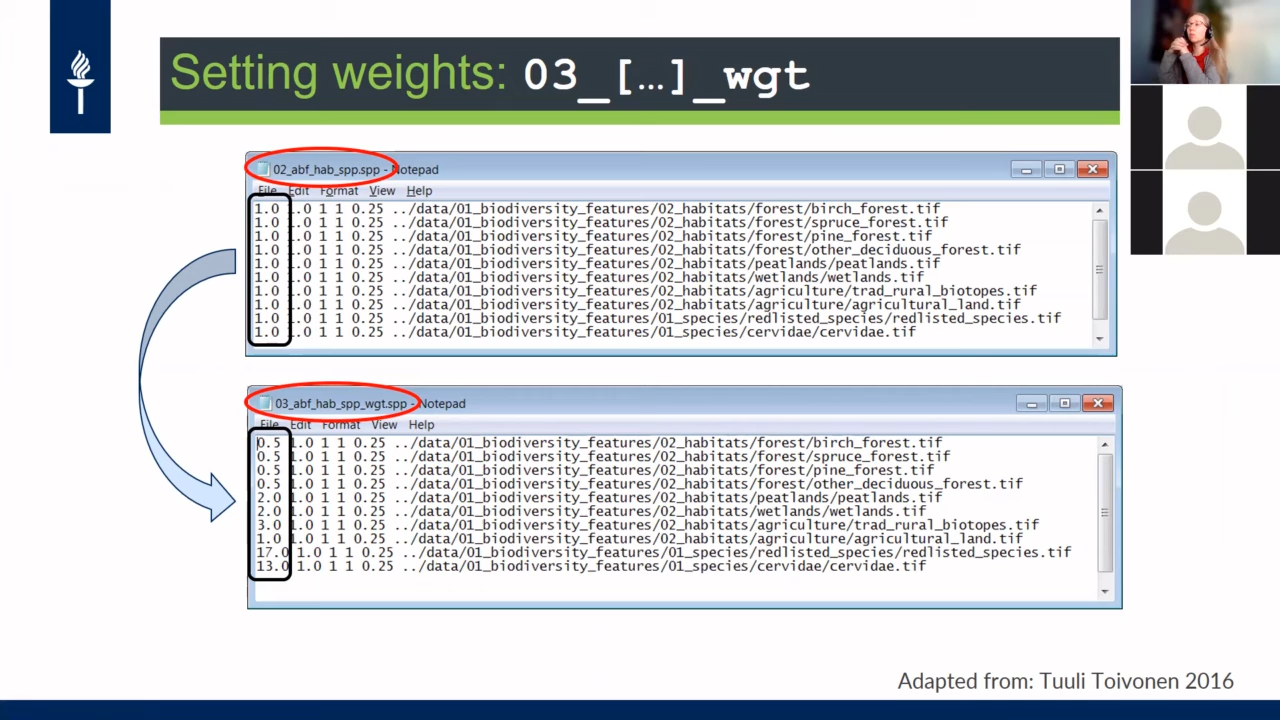 Setting weights: 03_[…]_wgt
02_abf_hab_spp.spp - Notepad
File Edit Format View Help
1.0 1.0 1 1 0.25 ../data/01_biodiversity_features/02_habitats/forest/birch_forest.tif
1.0 1.0 1 1 0.25 ../data/01_biodiversity_features/02_habitats/forest/spruce_forest.tif
1.0 1.0 1 1 0.25 ../data/01_biodiversity_features/02_habitats/forest/pine_forest.tif
1.0 1.0 1 1 0.25 ../data/01_biodiversity_features/02_habitats/forest/other_deciduous_forest.tif
1.0 1.0 1 1 0.25 ../data/01_biodiversity_features/02_habitats/peatlands/peatlands.tif
1.0 1.0 1 1 0.25 ../data/01_biodiversity_features/02_habitats/wetlands/wetlands.tif
1.0 1.0 1 1 0.25 ../data/01_biodiversity_features/02_habitats/agriculture/trad_rural_biotopes.tif
1.0 1.0 1 1 0.25 ../data/01_biodiversity_features/02_habitats/agriculture/agricultural_land.tif
1.0 1.0 1 1 0.25 ../data/01_biodiversity_features/01_species/redlisted_species/redlisted_species.tif
1.0 1.0 1 1 0.25 ../data/01_biodiversity_features/01_species/cervidae/cervidae.tif
03_abf_hab_spp_wgt.spp - Notepad
File Edit Format View Help
0.5 1.0 1 1 0.25 ../data/01_biodiversity_features/02_habitats/forest/birch_forest.tif
0.5 1.0 1 1 0.25 ../data/01_biodiversity_features/02_habitats/forest/spruce_forest.tif
0.5 1.0 1 1 0.25 ../data/01_biodiversity_features/02_habitats/forest/pine_forest.tif
0.5 1.0 1 1 0.25 ../data/01_biodiversity_features/02_habitats/forest/other_deciduous_forest.tif
2.0 1.0 1 1 0.25 ../data/01_biodiversity_features/02_habitats/peatlands/peatlands.tif
2.0 1.0 1 1 0.25 ../data/01_biodiversity_features/02_habitats/wetlands/wetlands.tif
3.0 1.0 1 1 0.25 ../data/01_biodiversity_features/02_habitats/agriculture/trad_rural_biotopes.tif
1.0 1.0 1 1 0.25 ../data/01_biodiversity_features/02_habitats/agriculture/agricultural_land.tif
17.0 1.0 1 1 0.25 ../data/01_biodiversity_features/01_species/redlisted_species/redlisted_species.tif
13.0 1.0 1 1 0.25 ../data/01_biodiversity_features/01_species/cervidae/cervidae.tif
Adapted from: Tuuli Toivonen 2016